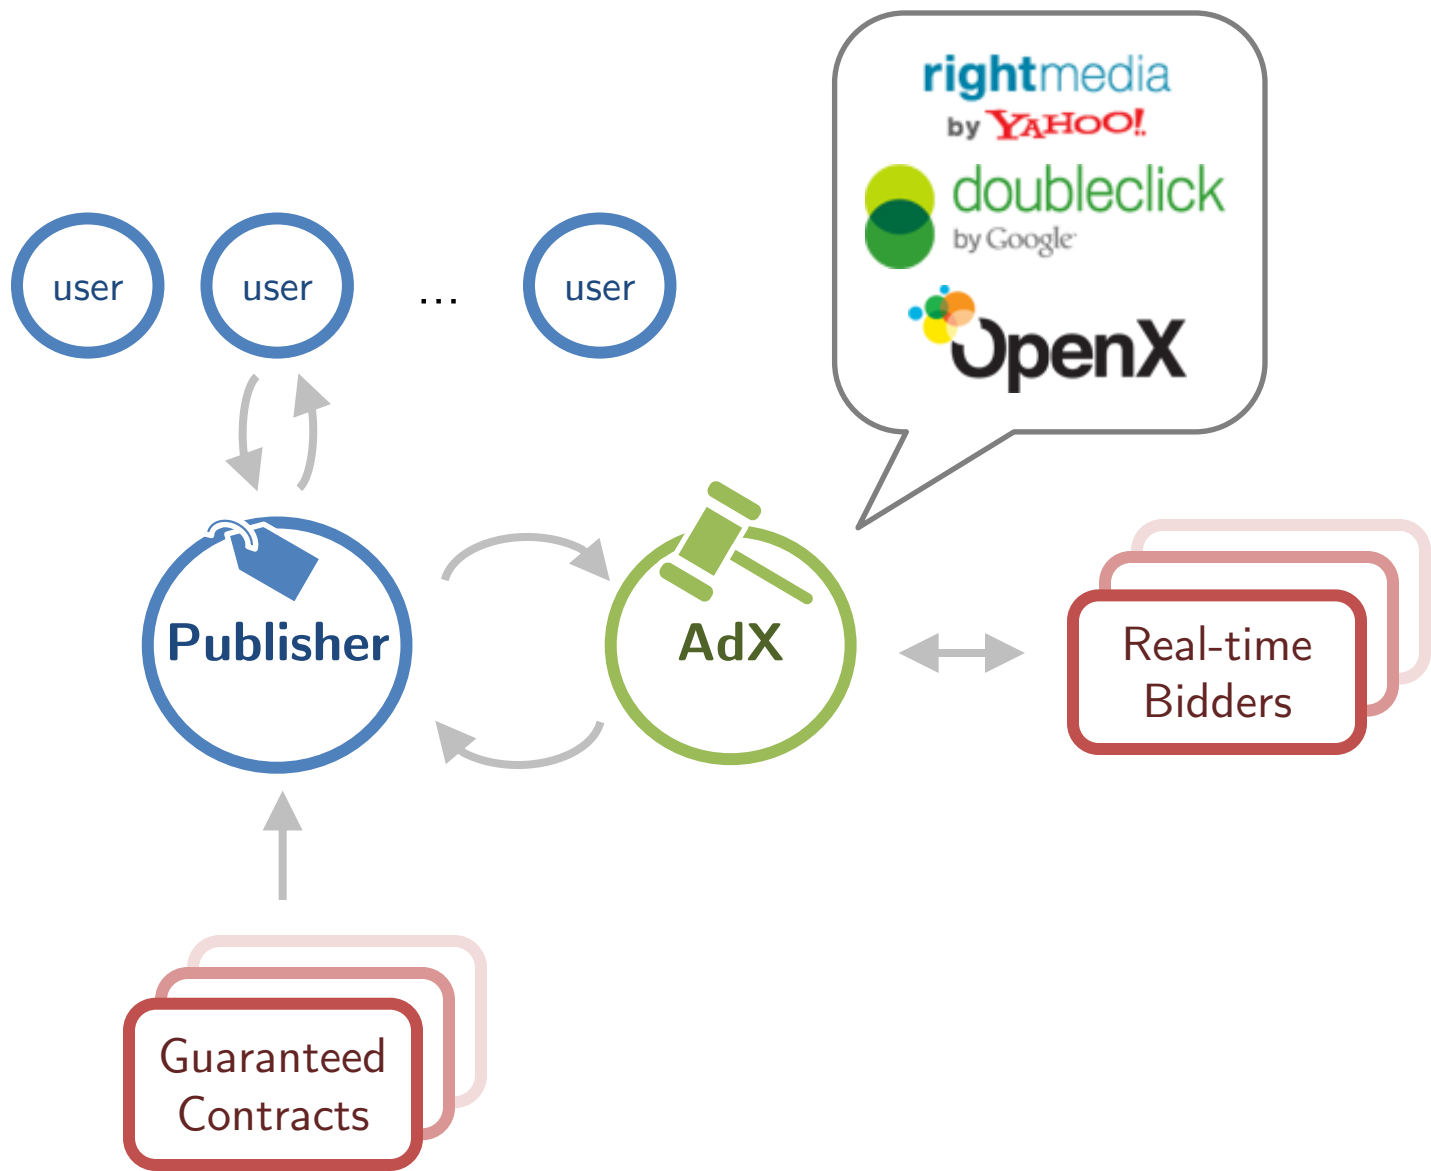 rightmedia
by YAHOO!
doubleclick
by Google
OpenX
user
user
...
user
Publisher
AdX
Real-time
Bidders
Guaranteed
Contracts